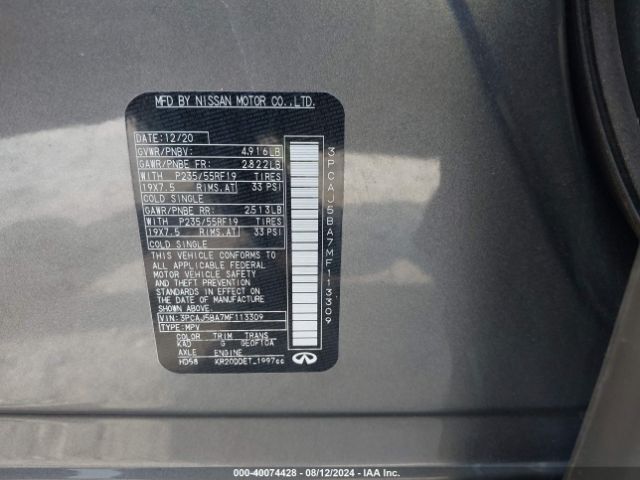 MFD BY NISSAN MOTOR CO.,LTD.
DATE: 12/20
GVWR/PNBV: 4,916LB
GAWR/PNBE FR: 2822LB
WITH P235/55RF19 TIRES
19X7.5 RIMS,AT 33 PSI
COLD SINGLE
GAWR/PNBE RR: 2513LB
WITH P235/55RF19 TIRES
19X7.5 RIMS,AT 33 PSI
COLD SINGLE
THIS VEHICLE CONFORMS TO
ALL APPLICABLE FEDERAL
MOTOR VEHICLE SAFETY
AND THEFT PREVENTION
STANDARDS IN EFFECT ON
THE DATE OF MANUFACTURE
SHOWN ABOVE.
VIN: 3PCAJ5BA7MF113309
TYPE: MPV
COLOR TRIM TRANS
KAD G GE0F10A
AXLE ENGINE
HD58 KR20DDET_1997cc
3PCAJ5BA7MF113309
000-40074428 - 08/12/2024 - IAA Inc.